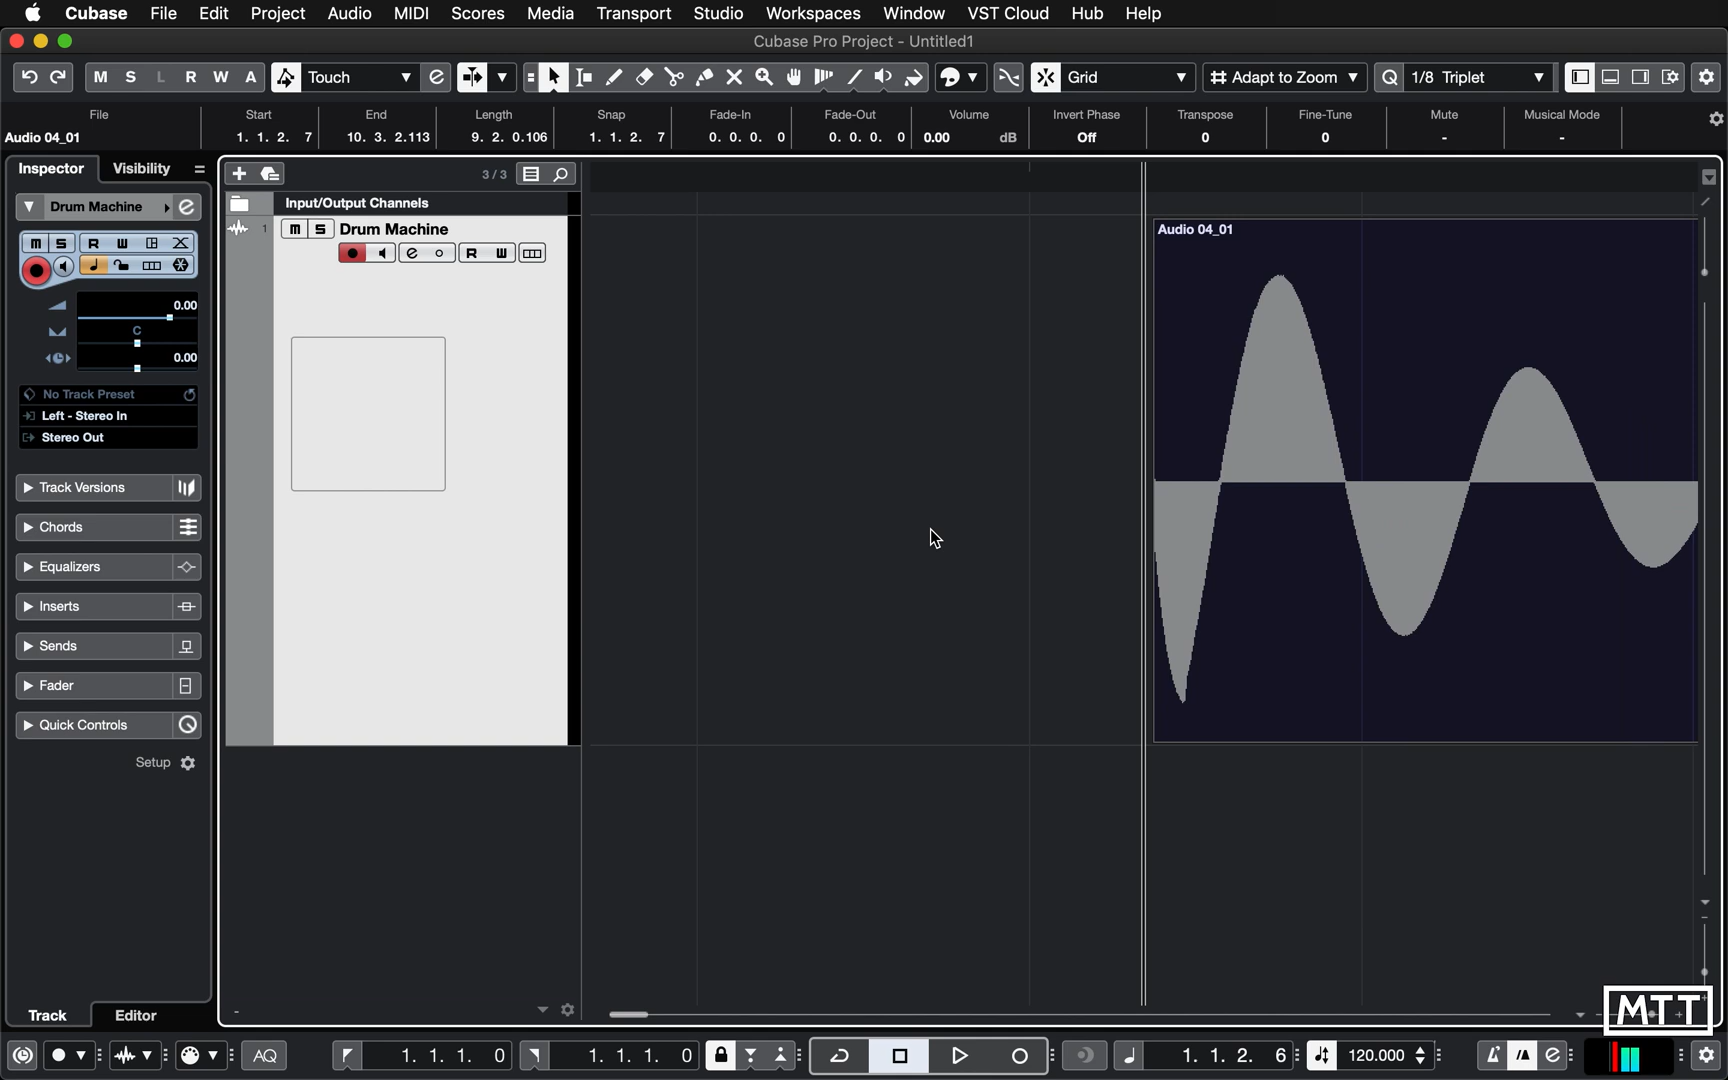 Cubase File Edit Project Audio MIDI Scores Media Transport Studio Workspaces Window VST Cloud Hub Help
Cubase Pro Project - Untitled1
M S L R W A Touch Grid Adapt to Zoom 1/8 Triplet
File Start End Length Snap Fade-In Fade-Out Volume Invert Phase Transpose Fine-Tune Mute Musical Mode
Audio 04_01 1. 1. 2. 7 10. 3. 2.113 9. 2. 0.106 1. 1. 2. 7 0. 0. 0. 0 0. 0. 0. 0 0.00 dB Off 0 0 - -
Inspector Visibility
3/3
Drum Machine
Input/Output Channels
1 m S Drum Machine
R W
m S R W
Audio 04_01
0.00
C
0.00
No Track Preset
Left - Stereo In
Stereo Out
Track Versions
Chords
Equalizers
Inserts
Sends
Fader
Quick Controls
Setup
Track Editor
MTT
AQ 1. 1. 1. 0 1. 1. 1. 0 1. 1. 2. 6 120.000